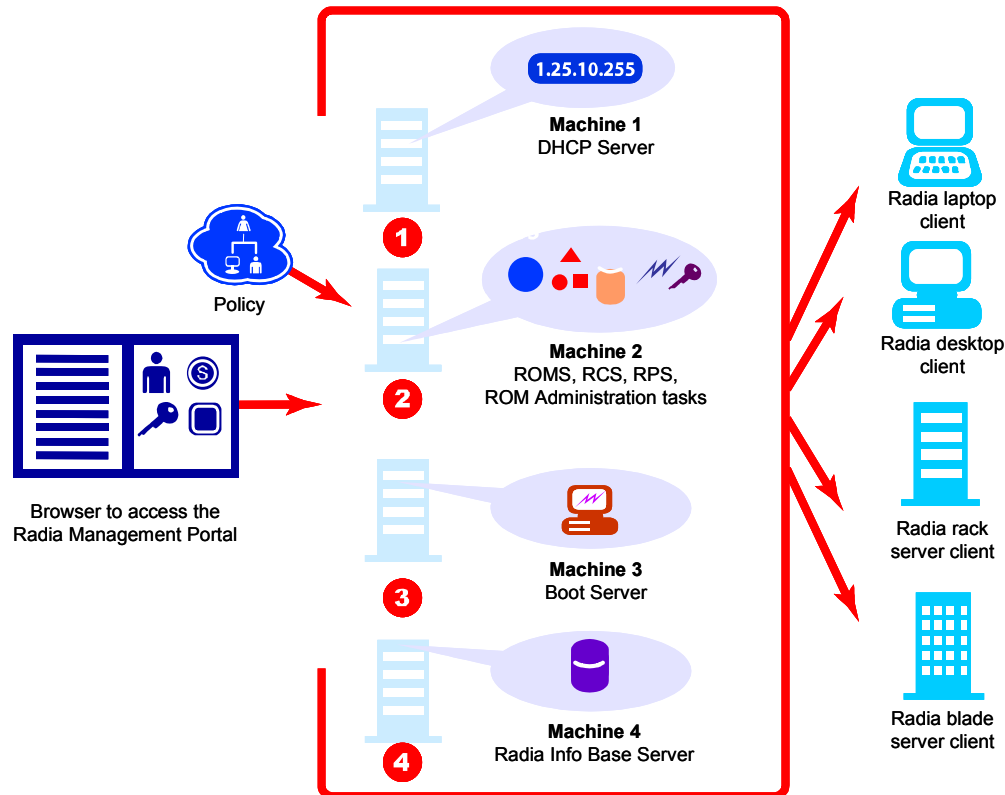 1.25.10.255
Machine 1
DHCP Server
1
Policy
Machine 2
ROMS, RCS, RPS,
ROM Administration tasks
2
S
Browser to access the
Radia Management Portal
Machine 3
Boot Server
3
Machine 4
Radia Info Base Server
4
Radia laptop
client
Radia desktop
client
Radia rack
server client
Radia blade
server client